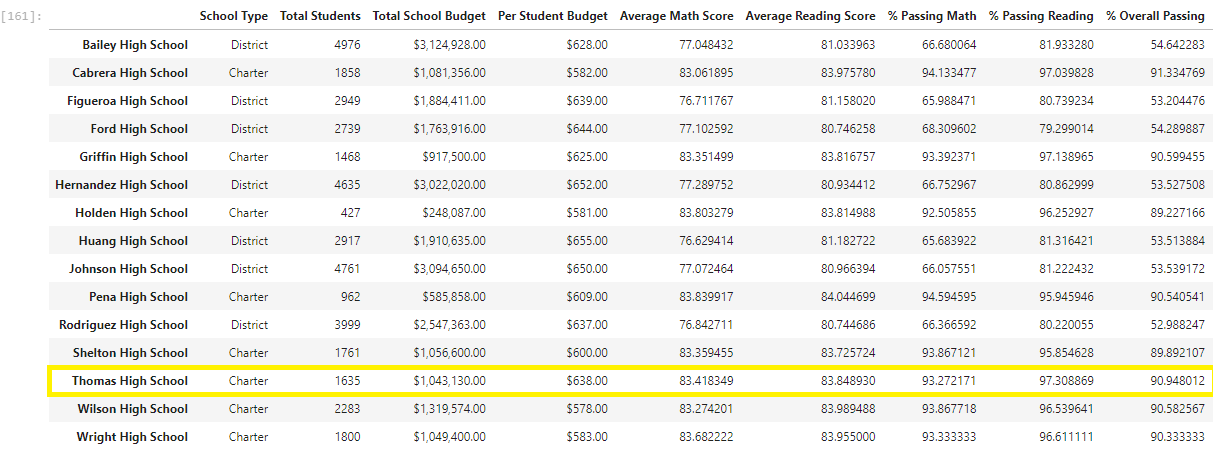 [161]:
School Type Total Students Total School Budget Per Student Budget Average Math Score Average Reading Score % Passing Math % Passing Reading % Overall Passing
Bailey High School District 4976 $3,124,928.00 $628.00 77.048432 81.033963 66.680064 81.933280 54.642283
Cabrera High School Charter 1858 $1,081,356.00 $582.00 83.061895 83.975780 94.133477 97.039828 91.334769
Figueroa High School District 2949 $1,884,411.00 $639.00 76.711767 81.158020 65.988471 80.739234 53.204476
Ford High School District 2739 $1,763,916.00 $644.00 77.102592 80.746258 68.309602 79.299014 54.289887
Griffin High School Charter 1468 $917,500.00 $625.00 83.351499 83.816757 93.392371 97.138965 90.599455
Hernandez High School District 4635 $3,022,020.00 $652.00 77.289752 80.934412 66.752967 80.862999 53.527508
Holden High School Charter 427 $248,087.00 $581.00 83.803279 83.814988 92.505855 96.252927 89.227166
Huang High School District 2917 $1,910,635.00 $655.00 76.629414 81.182722 65.683922 81.316421 53.513884
Johnson High School District 4761 $3,094,650.00 $650.00 77.072464 80.966394 66.057551 81.222432 53.539172
Pena High School Charter 962 $585,858.00 $609.00 83.839917 84.044699 94.594595 95.945946 90.540541
Rodriguez High School District 3999 $2,547,363.00 $637.00 76.842711 80.744686 66.366592 80.220055 52.988247
Shelton High School Charter 1761 $1,056,600.00 $600.00 83.359455 83.725724 93.867121 95.854628 89.892107
Thomas High School Charter 1635 $1,043,130.00 $638.00 83.418349 83.848930 93.272171 97.308869 90.948012
Wilson High School Charter 2283 $1,319,574.00 $578.00 83.274201 83.989488 93.867718 96.539641 90.582567
Wright High School Charter 1800 $1,049,400.00 $583.00 83.682222 83.955000 93.333333 96.611111 90.333333